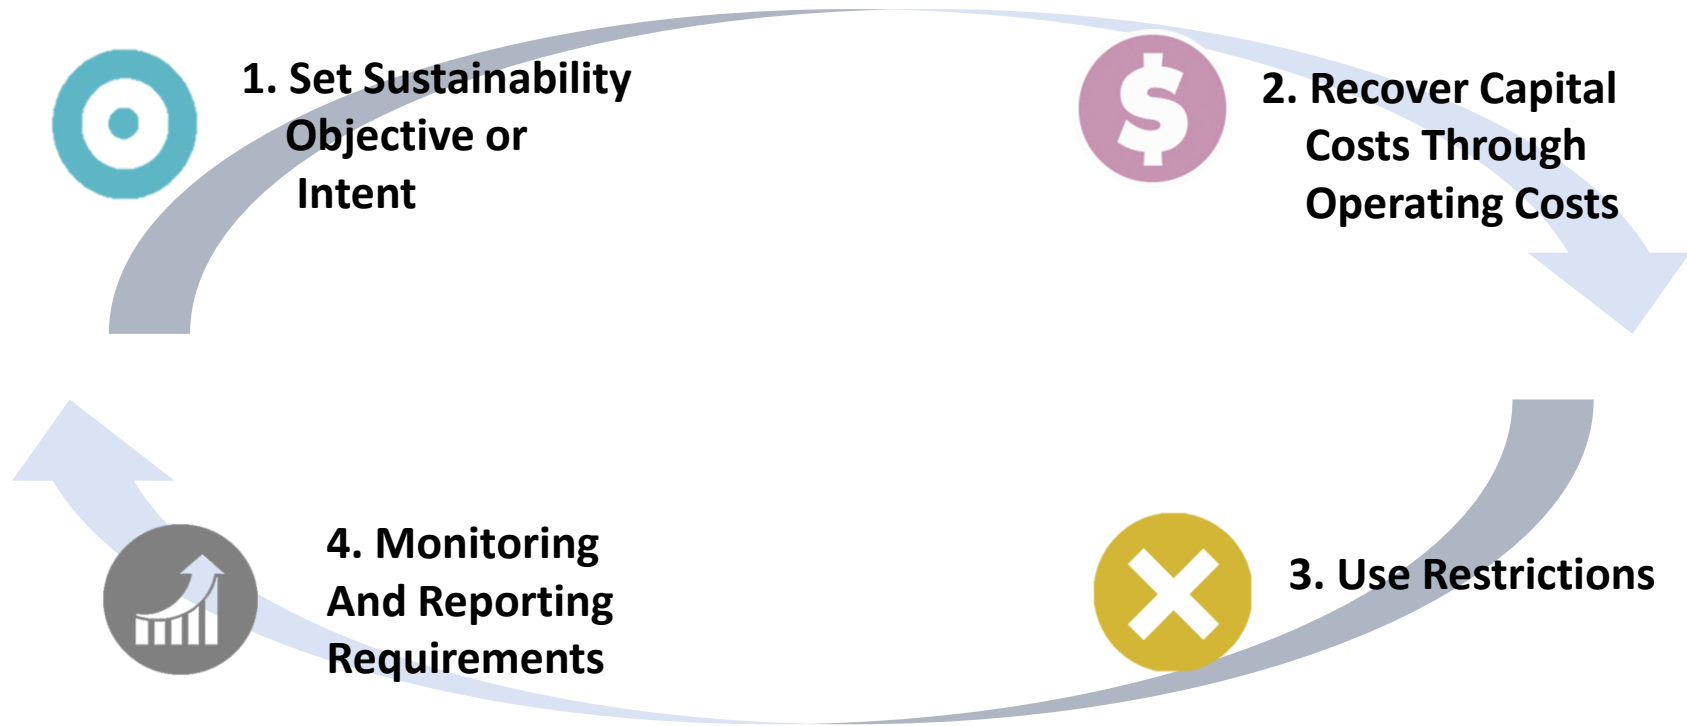 1. Set Sustainability
Objective or
Intent
$
2. Recover Capital
Costs Through
Operating Costs
3. Use Restrictions
4. Monitoring
And Reporting
Requirements